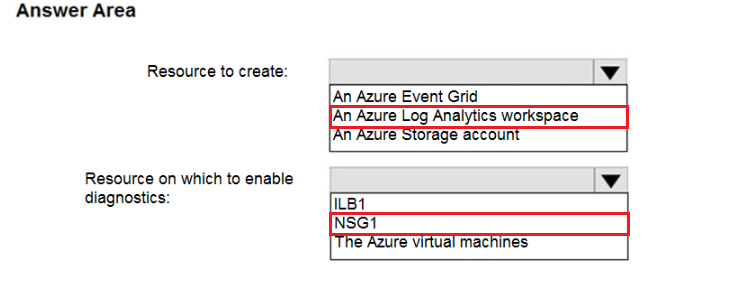 Answer Area
Resource to create:
An Azure Event Grid
An Azure Log Analytics workspace
An Azure Storage account
Resource on which to enable
diagnostics:
ILB1
NSG1
The Azure virtual machines